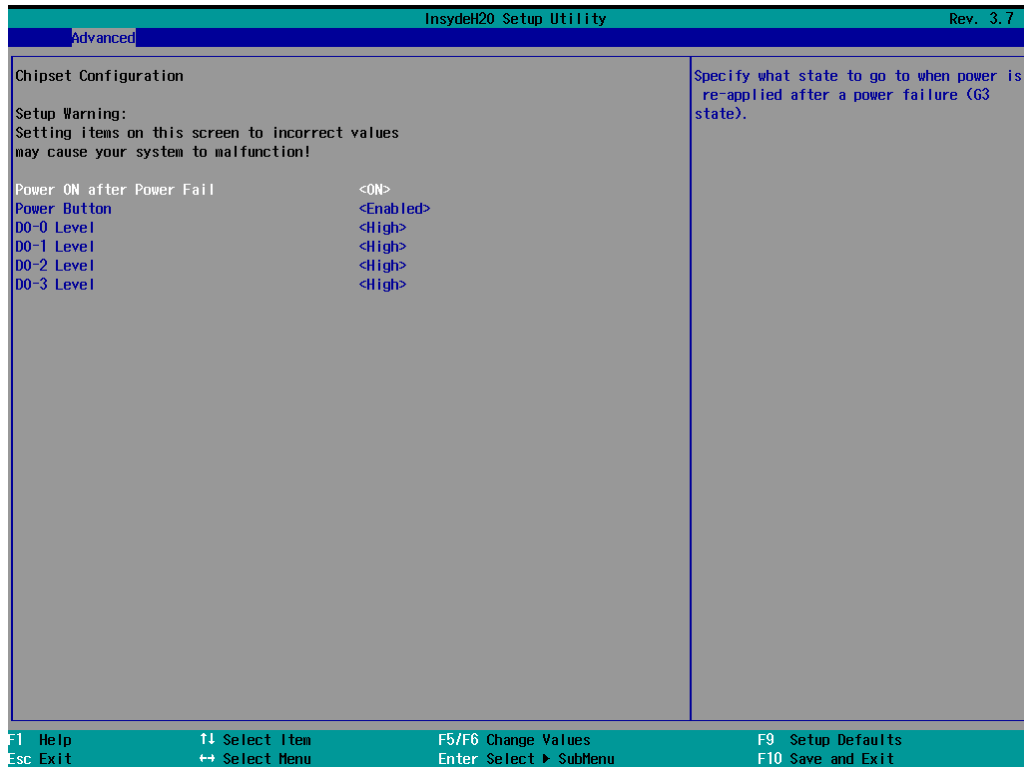 InsydeH20 Setup Utility Rev. 3.7
Advanced
Chipset Configuration
Setup Warning:
Setting items on this screen to incorrect values
may cause your system to malfunction!
Power ON after Power Fail <ON>
Power Button <Enabled>
DO-0 Level <High>
DO-1 Level <High>
DO-2 Level <High>
DO-3 Level <High>
Specify what state to go to when power is
re-applied after a power failure (G3
state).
F1 Help ↑↓ Select Item F5/F6 Change Values F9 Setup Defaults
Esc Exit ↔ Select Menu Enter Select ▶ SubMenu F10 Save and Exit